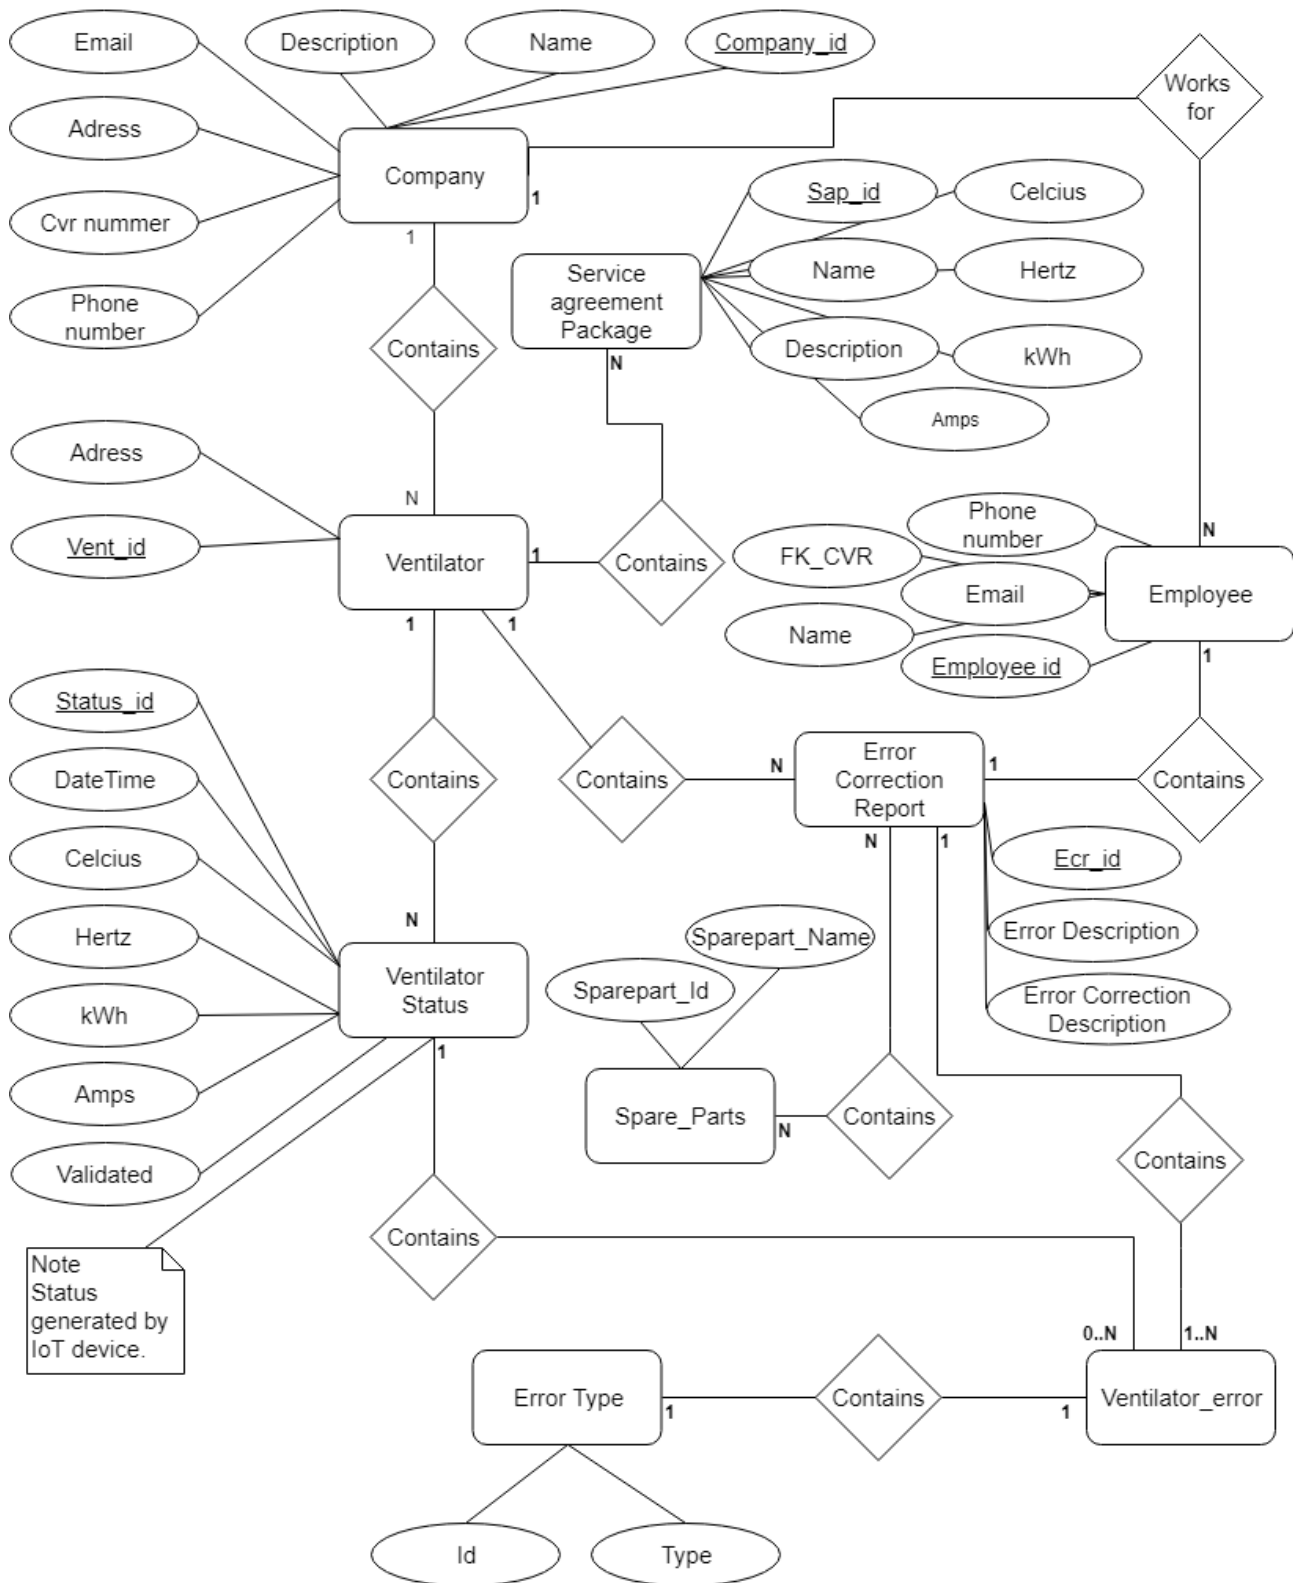 Email
Description
Name
Company_id
Works
for
Adress
Company
1
1
Cvr nummer
Phone
number
Sap_id
Celcius
Service
agreement
Package
Name
Hertz
Description
kWh
N
Amps
Contains
Adress
N
Vent_id
Ventilator
1
Contains
1
1
Phone
number
N
FK_CVR
Email
Employee
Name
Employee id
1
Status_id
DateTime
Contains
Contains
N
Error
Correction
Report
1
Contains
N
1
Celcius
Ecr_id
Hertz
N
Sparepart_Name
Error Description
Ventilator
Status
Sparepart_Id
Error Correction
Description
kWh
1
Amps
Spare_Parts
N
Contains
Validated
Contains
Contains
Note
Status
generated by
IoT device.
0..N
1..N
Error Type
1
Contains
1
Ventilator_error
Id
Type